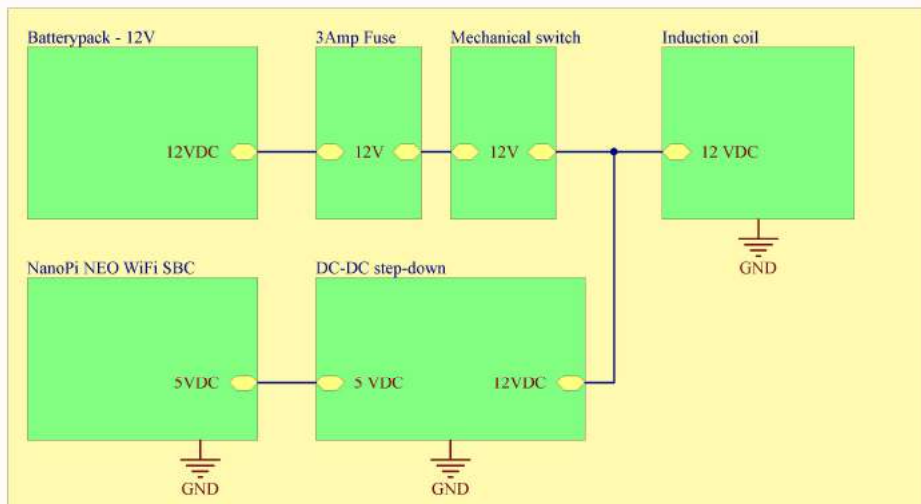 Batterypack - 12V
3Amp Fuse
Mechanical switch
Induction coil
12VDC
12V
12V
12 VDC
GND
NanoPi NEO WiFi SBC
DC-DC step-down
5VDC
5 VDC
12VDC
GND
GND